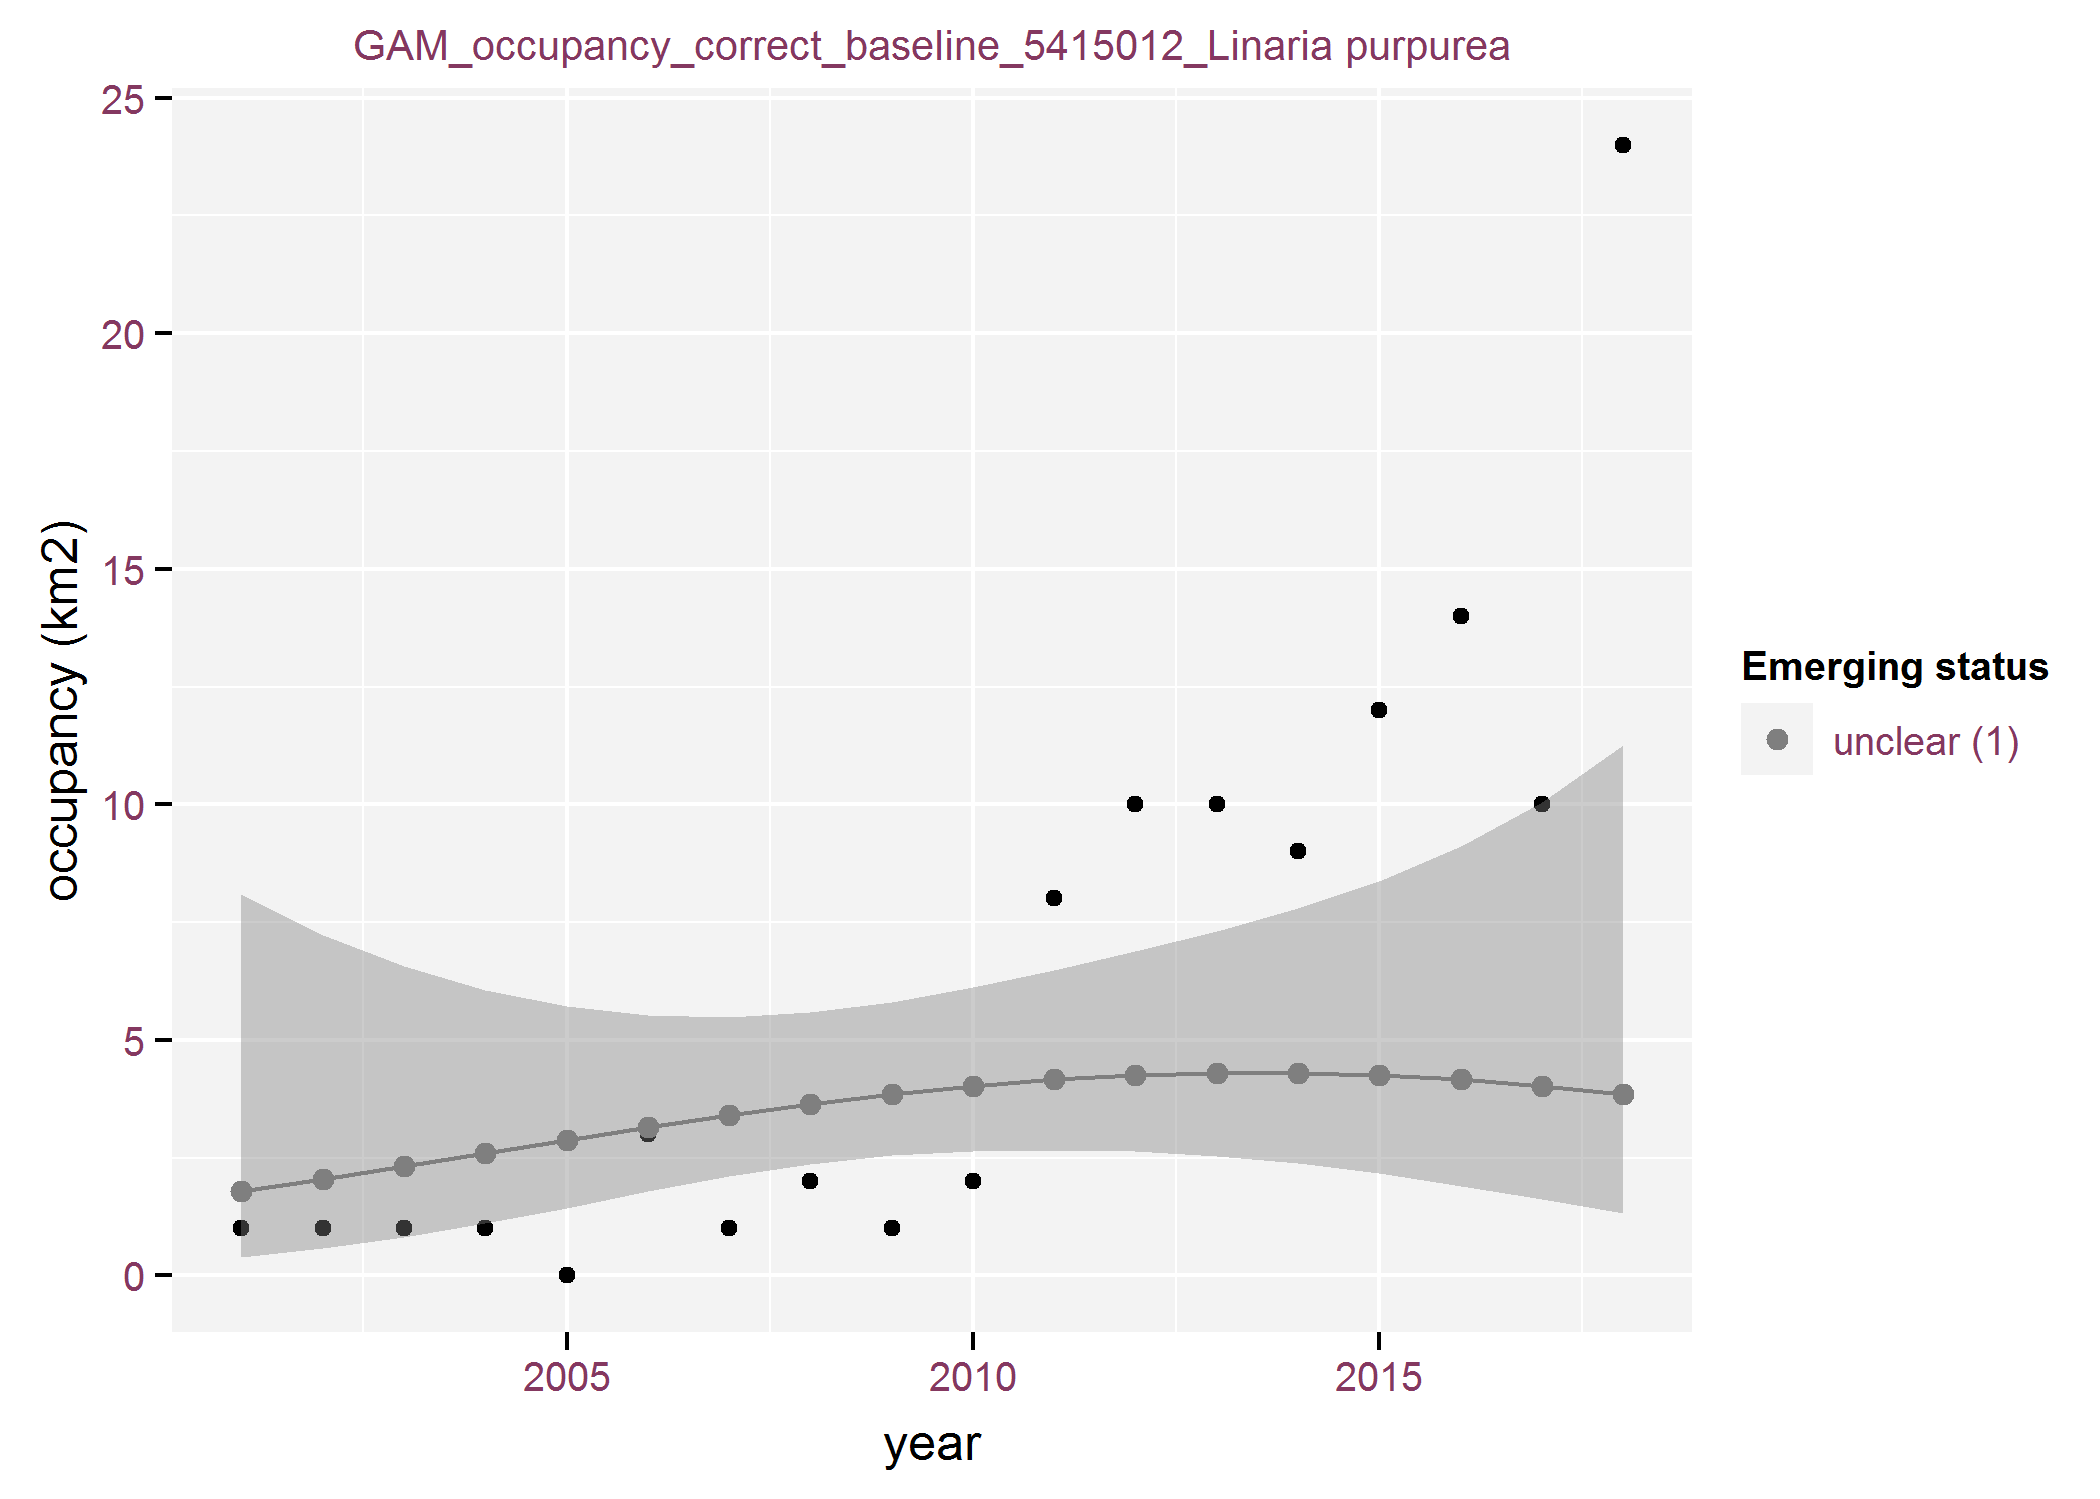 GAM_occupancy_correct_baseline_5415012_Linaria purpurea
25
20
15
10
5
0
occupancy (km2)
2005
2010
2015
year
Emerging status
unclear (1)